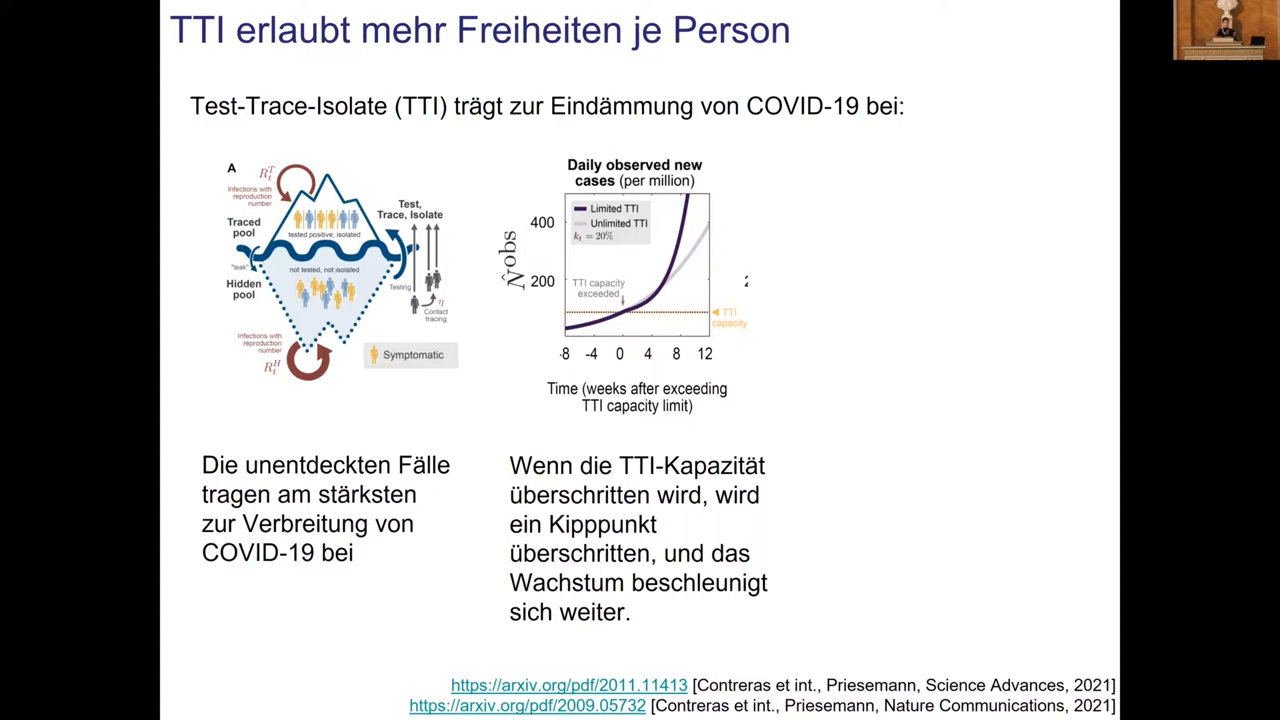 TTI erlaubt mehr Freiheiten je Person
Test-Trace-Isolate (TTI) trägt zur Eindämmung von COVID-19 bei:
A
R_t^T
Infections with
reproduction
number
Traced
pool
tested positive, isolated
Test,
Trace, Isolate
"leak"
not tested, not isolated
Hidden
pool
Testing
η
Contact
tracing
Infections with
reproduction
number
R_t^H
Symptomatic
Daily observed new
cases (per million)
Limited TTI
Unlimited TTI
k_t = 20%
N̂^obs
400
200
TTI capacity
exceeded
TTI
capacity
-8 -4 0 4 8 12
Time (weeks after exceeding
TTI capacity limit)
Die unentdeckten Fälle
tragen am stärksten
zur Verbreitung von
COVID-19 bei
Wenn die TTI-Kapazität
überschritten wird, wird
ein Kipppunkt
überschritten, und das
Wachstum beschleunigt
sich weiter.
https://arxiv.org/pdf/2011.11413 [Contreras et int., Priesemann, Science Advances, 2021]
https://arxiv.org/pdf/2009.05732 [Contreras et int., Priesemann, Nature Communications, 2021]